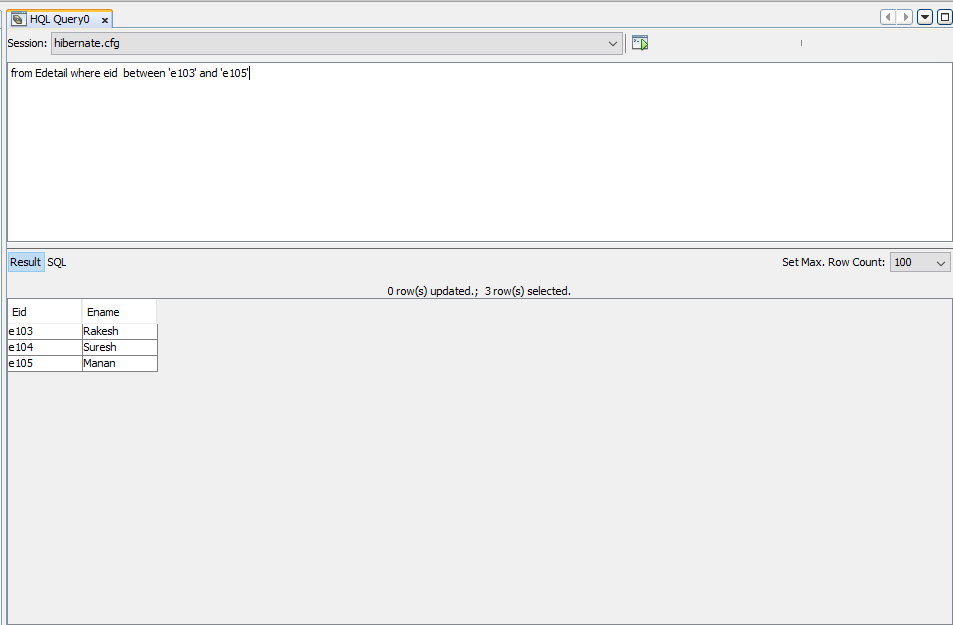 HQL Query0 x
Session: hibernate.cfg
from Edetail where eid  between 'e103' and 'e105'
Result SQL Set Max. Row Count: 100
0 row(s) updated.;  3 row(s) selected.
Eid Ename
e103 Rakesh
e104 Suresh
e105 Manan